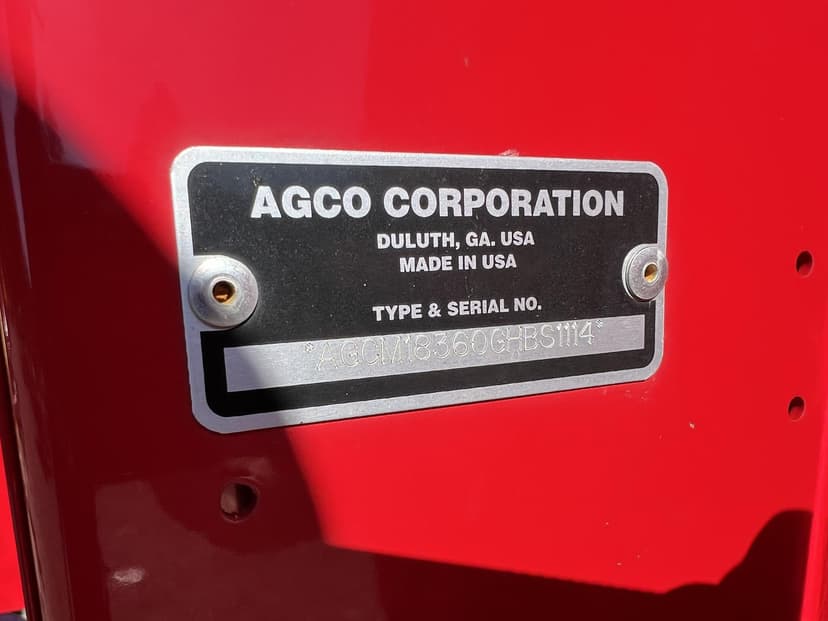 AGCO CORPORATION
DULUTH, GA. USA
MADE IN USA
TYPE & SERIAL NO.
*AGCM18360GHBS1114*